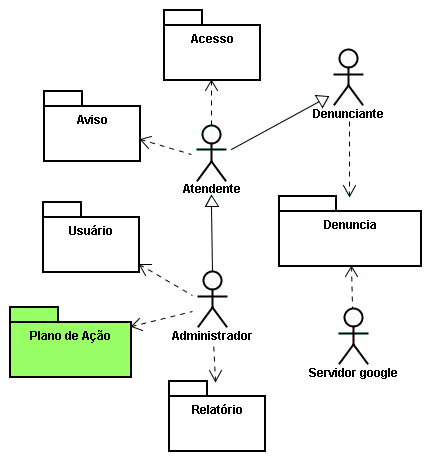 Acesso
Denunciante
Aviso
Atendente
Usuário
Denuncia
Plano de Ação
Administrador
Servidor google
Relatório